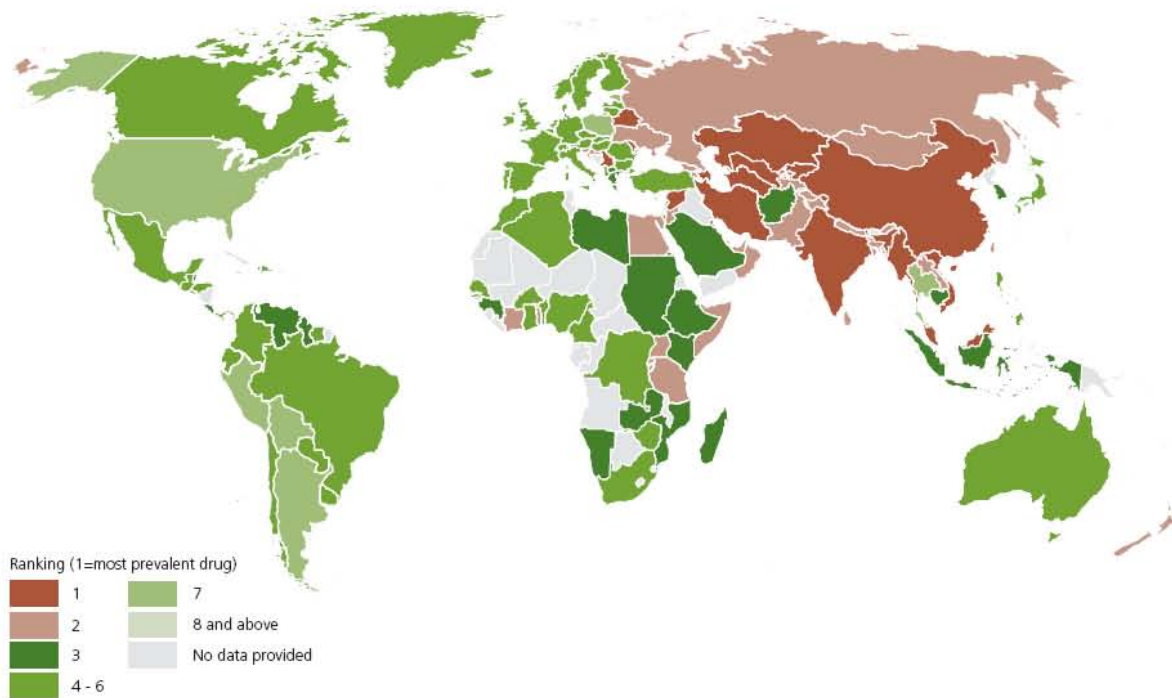 Ranking (1=most prevalent drug)
1
7
2
8 and above
3
No data provided
4 - 6